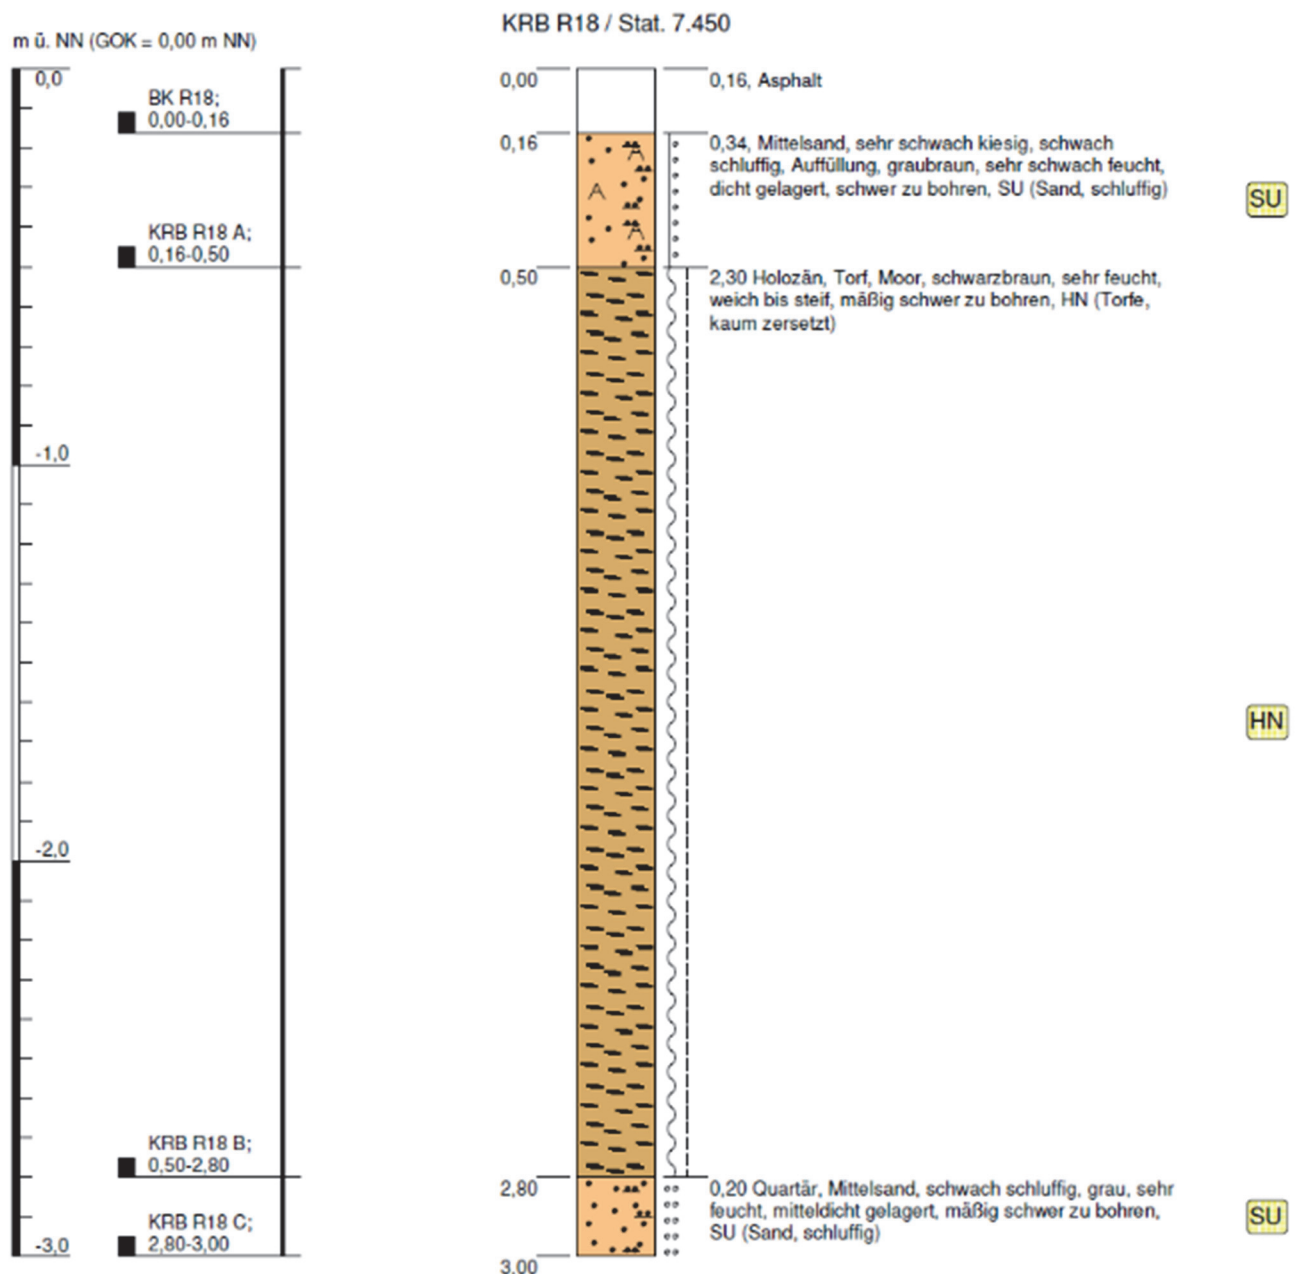 KRB R18 / Stat. 7.450
m ü. NN (GOK = 0,00 m NN)
0,0
BK R18;
0,00-0,16
0,00
0,16, Asphalt
0,16
0,34, Mittelsand, sehr schwach kiesig, schwach
schluffig, Auffüllung, graubraun, sehr schwach feucht,
dicht gelagert, schwer zu bohren, SU (Sand, schluffig)
SU
A
A
A
KRB R18 A;
0,16-0,50
0,50
2,30 Holozän, Torf, Moor, schwarzbraun, sehr feucht,
weich bis steif, mäßig schwer zu bohren, HN (Torfe,
kaum zersetzt)
-1,0
HN
-2,0
KRB R18 B;
0,50-2,80
2,80
0,20 Quartär, Mittelsand, schwach schluffig, grau, sehr
feucht, mitteldicht gelagert, mäßig schwer zu bohren,
SU (Sand, schluffig)
SU
KRB R18 C;
2,80-3,00
-3,0
3,00